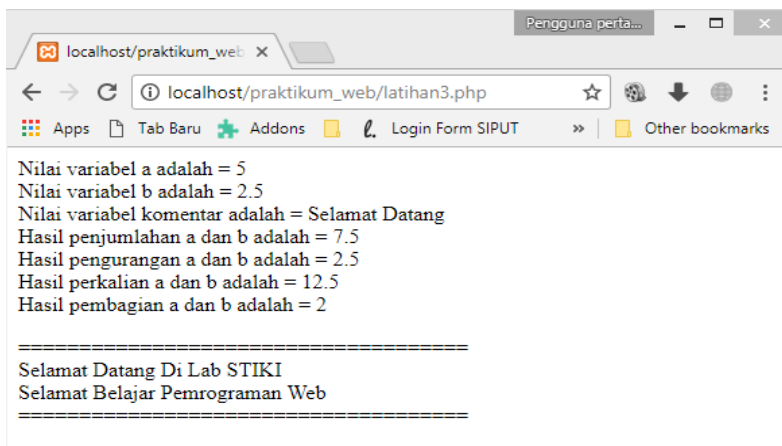 Pengguna perta...
localhost/praktikum_web
localhost/praktikum_web/latihan3.php
Apps Tab Baru Addons Login Form SIPUT » Other bookmarks
Nilai variabel a adalah = 5
Nilai variabel b adalah = 2.5
Nilai variabel komentar adalah = Selamat Datang
Hasil penjumlahan a dan b adalah = 7.5
Hasil pengurangan a dan b adalah = 2.5
Hasil perkalian a dan b adalah = 12.5
Hasil pembagian a dan b adalah = 2
=====================================
Selamat Datang Di Lab STIKI
Selamat Belajar Pemrograman Web
=====================================